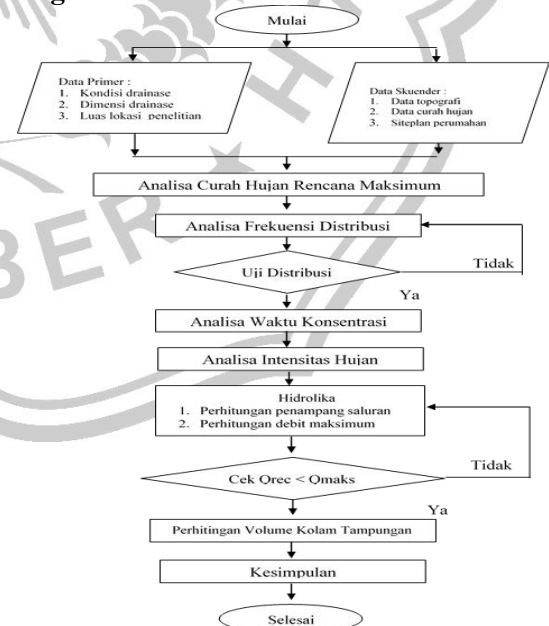 Mulai
Data Primer :
1. Kondisi drainase
2. Dimensi drainase
3. Luas lokasi penelitian
Data Skuender :
1. Data topografi
2. Data curah hujan
3. Siteplan perumahan
Analisa Curah Hujan Rencana Maksimum
Analisa Frekuensi Distribusi
Uji Distribusi
Tidak
Ya
Analisa Waktu Konsentrasi
Analisa Intensitas Hujan
Hidrolika
1. Perhitungan penampang saluran
2. Perhitungan debit maksimum
Cek Qrec < Qmaks
Tidak
Ya
Perhitingan Volume Kolam Tampungan
Kesimpulan
Selesai
BER